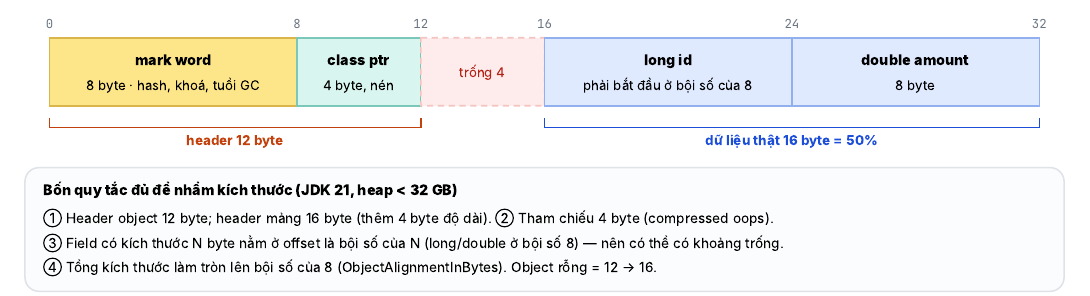 0 8 12 16 24 32
mark word class ptr trống 4 long id double amount
8 byte · hash, khoá, tuổi GC 4 byte, nén phải bắt đầu ở bội số của 8 8 byte
header 12 byte dữ liệu thật 16 byte = 50%
Bốn quy tắc đủ để nhẩm kích thước (JDK 21, heap < 32 GB)
① Header object 12 byte; header mảng 16 byte (thêm 4 byte độ dài). ② Tham chiếu 4 byte (compressed oops).
③ Field có kích thước N byte nằm ở offset là bội số của N (long/double ở bội số 8) — nên có thể có khoảng trống.
④ Tổng kích thước làm tròn lên bội số của 8 (ObjectAlignmentInBytes). Object rỗng = 12 → 16.